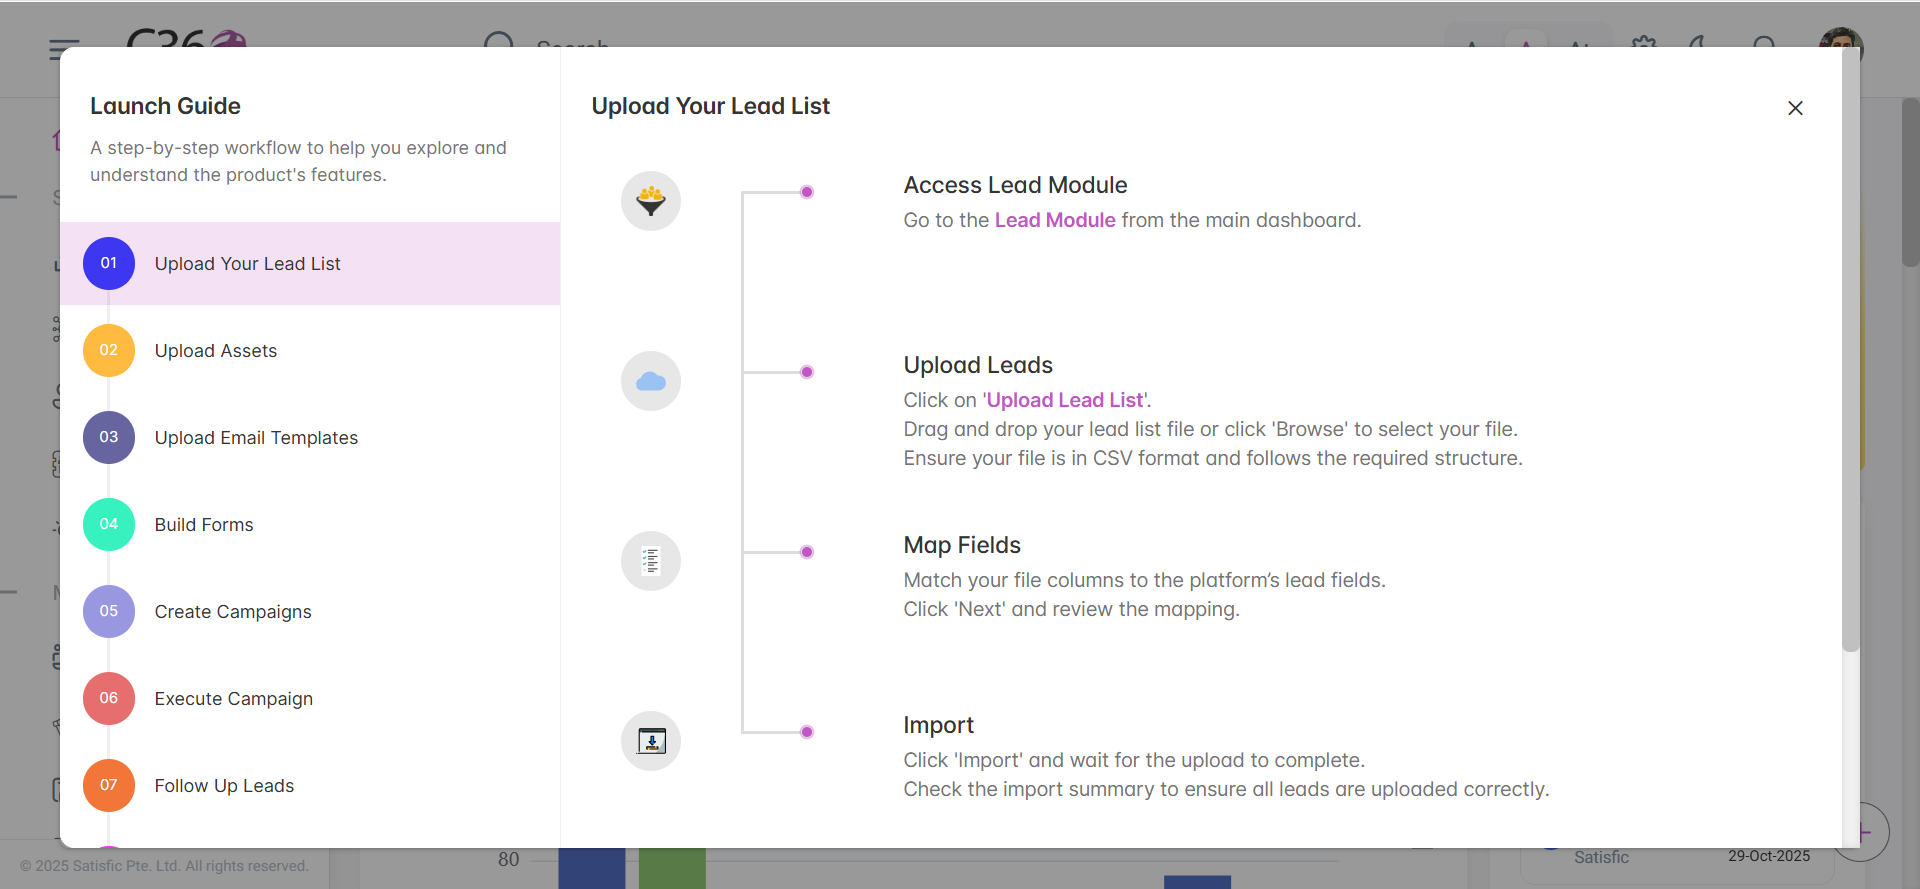 C36
Search
Launch Guide
A step-by-step workflow to help you explore and
understand the product's features.
01
Upload Your Lead List
02
Upload Assets
03
Upload Email Templates
04
Build Forms
05
Create Campaigns
06
Execute Campaign
07
Follow Up Leads
Upload Your Lead List
Access Lead Module
Go to the Lead Module from the main dashboard.
Upload Leads
Click on 'Upload Lead List'.
Drag and drop your lead list file or click 'Browse' to select your file.
Ensure your file is in CSV format and follows the required structure.
Map Fields
Match your file columns to the platform’s lead fields.
Click 'Next' and review the mapping.
Import
Click 'Import' and wait for the upload to complete.
Check the import summary to ensure all leads are uploaded correctly.
© 2025 Satisfic Pte. Ltd. All rights reserved.
80
Satisfic
29-Oct-2025